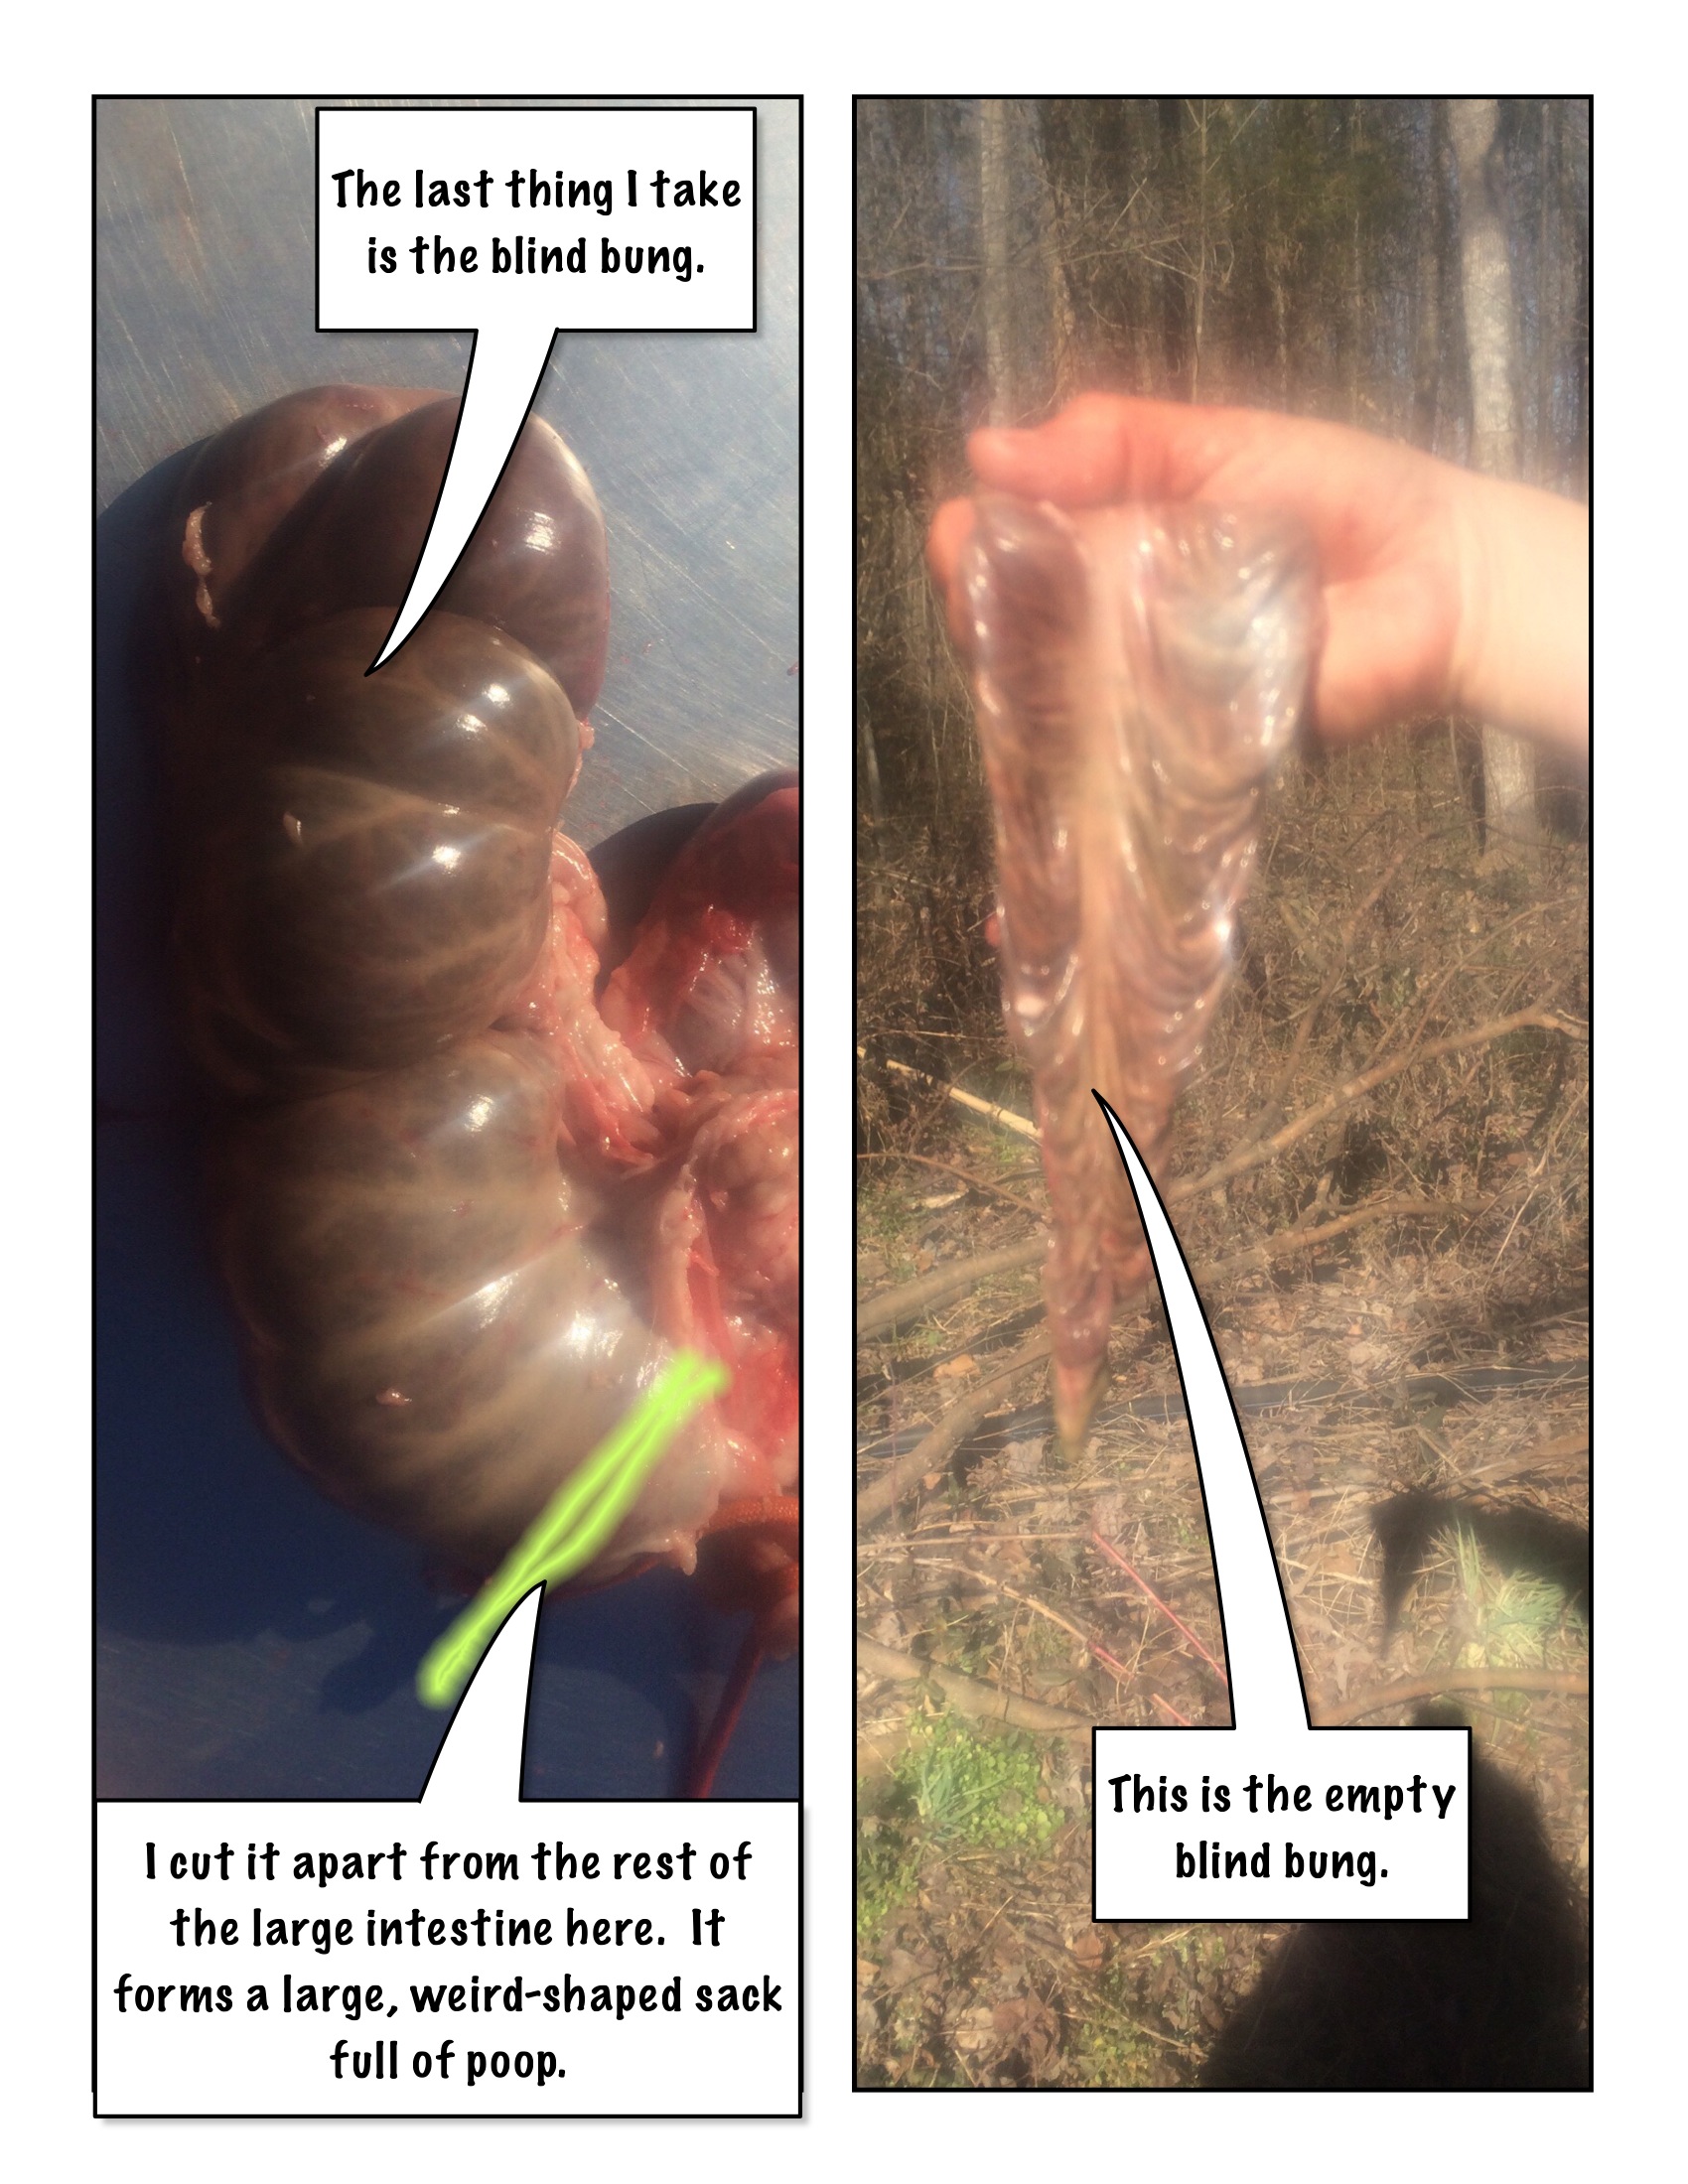 The last thing I take
is the blind bung.
I cut it apart from the rest of
the large intestine here.  It
forms a large, weird-shaped sack
full of poop.
This is the empty
blind bung.